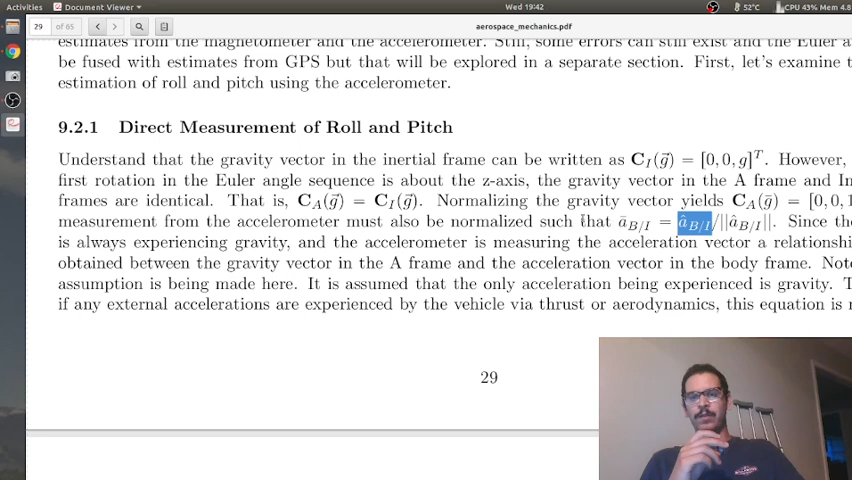 Activities Document Viewer Wed 19:42 52°C CPU 43% Mem 4.8
29 of 65 aerospace_mechanics.pdf
estimates from the magnetometer and the accelerometer. Still, some errors can still exist and the Euler a
be fused with estimates from GPS but that will be explored in a separate section. First, let's examine t
estimation of roll and pitch using the accelerometer.
9.2.1 Direct Measurement of Roll and Pitch
Understand that the gravity vector in the inertial frame can be written as C_I(g⃗) = [0, 0, g]^T. However,
first rotation in the Euler angle sequence is about the z-axis, the gravity vector in the A frame and In
frames are identical. That is, C_A(g⃗) = C_I(g⃗). Normalizing the gravity vector yields C_A(ḡ) = [0, 0, 1
measurement from the accelerometer must also be normalized such that ā_{B/I} = â_{B/I}/||â_{B/I}||. Since the
is always experiencing gravity, and the accelerometer is measuring the acceleration vector a relationshi
obtained between the gravity vector in the A frame and the acceleration vector in the body frame. Note
assumption is being made here. It is assumed that the only acceleration being experienced is gravity. T
if any external accelerations are experienced by the vehicle via thrust or aerodynamics, this equation is n
29